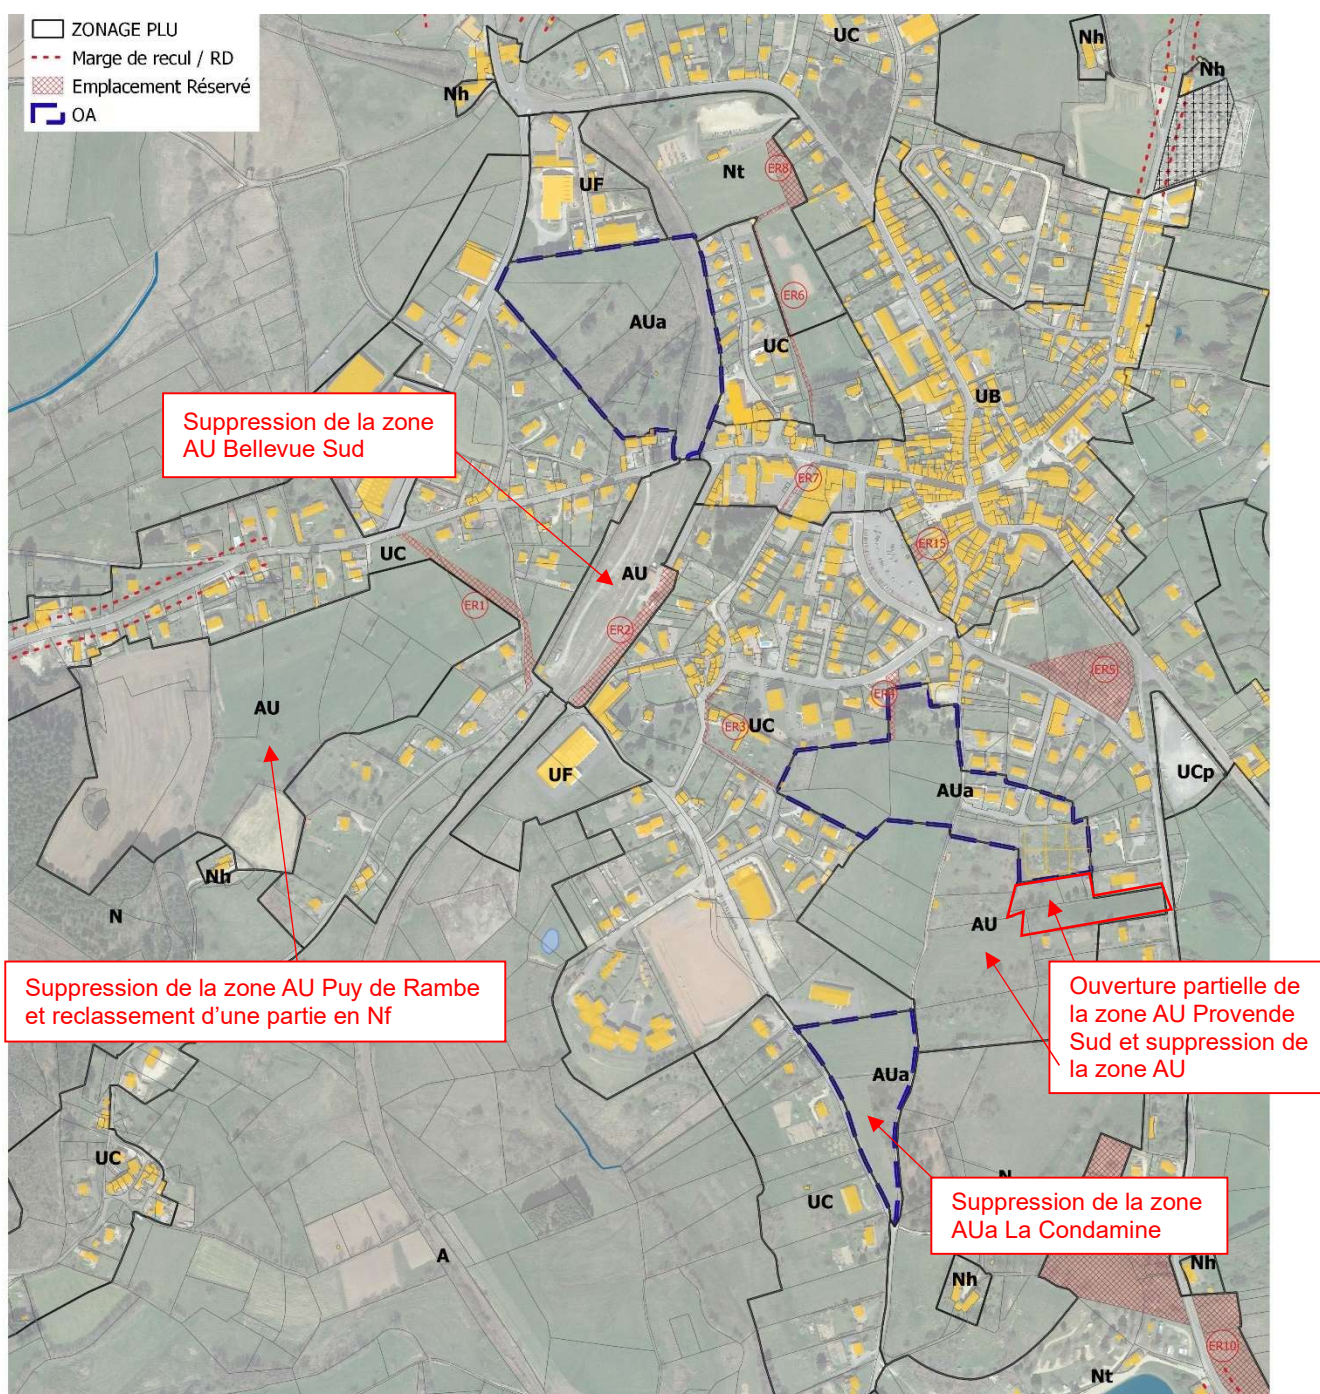 ZONAGE PLU
Marge de recul / RD
Emplacement Réservé
OA
UC
Nh
Nh
Nh
UF
Nt
ER8
AUa
ER6
UC
UB
Suppression de la zone
AU Bellevue Sud
ER7
ER15
UC
AU
ER1
ER2
ER5
ER4
AU
ER3
UC
UF
UCp
AUa
Nh
N
AU
Suppression de la zone AU Puy de Rambe
et reclassement d'une partie en Nf
Ouverture partielle de
la zone AU Provende
Sud et suppression de
la zone AU
AUa
UC
UC
Suppression de la zone
AUa La Condamine
A
Nh
Nh
ER10
Nt